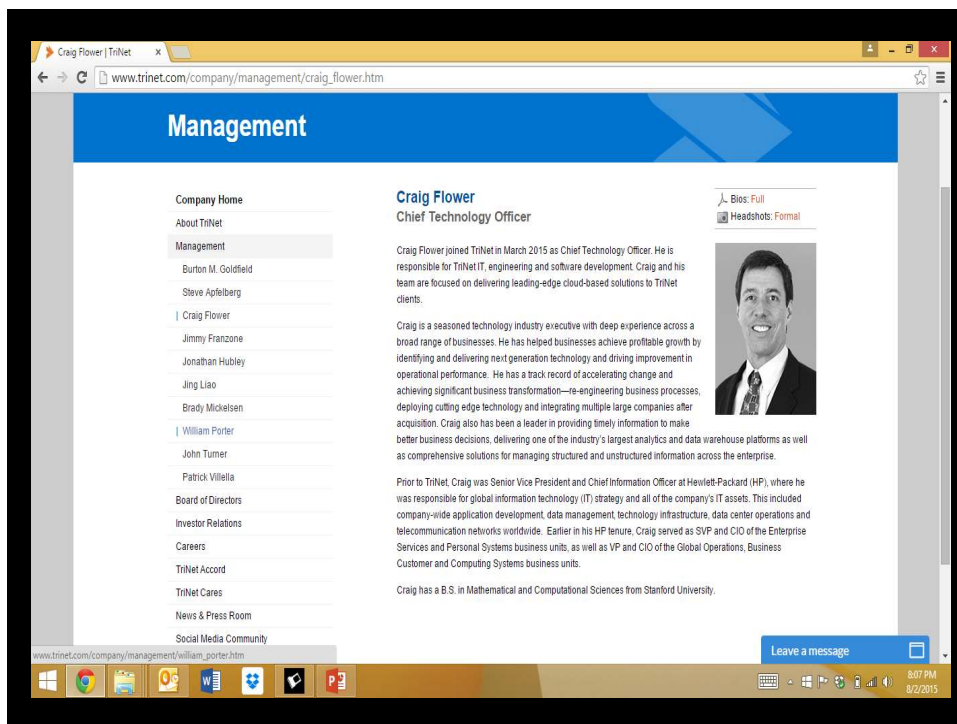 Craig Flower | TriNet
www.trinet.com/company/management/craig_flower.htm
Management
Company Home
About TriNet
Management
Burton M. Goldfield
Steve Apfelberg
Craig Flower
Jimmy Franzone
Jonathan Hubley
Jing Liao
Brady Mickelsen
William Porter
John Turner
Patrick Villella
Board of Directors
Investor Relations
Careers
TriNet Accord
TriNet Cares
News & Press Room
Social Media Community
Craig Flower
Chief Technology Officer
Bios: Full
Headshots: Formal
Craig Flower joined TriNet in March 2015 as Chief Technology Officer. He is
responsible for TriNet IT, engineering and software development. Craig and his
team are focused on delivering leading-edge cloud-based solutions to TriNet
clients.
Craig is a seasoned technology industry executive with deep experience across a
broad range of businesses. He has helped businesses achieve profitable growth by
identifying and delivering next generation technology and driving improvement in
operational performance. He has a track record of accelerating change and
achieving significant business transformation—re-engineering business processes,
deploying cutting edge technology and integrating multiple large companies after
acquisition. Craig also has been a leader in providing timely information to make
better business decisions, delivering one of the industry's largest analytics and data warehouse platforms as well
as comprehensive solutions for managing structured and unstructured information across the enterprise.
Prior to TriNet, Craig was Senior Vice President and Chief Information Officer at Hewlett-Packard (HP), where he
was responsible for global information technology (IT) strategy and all of the company's IT assets. This included
company-wide application development, data management, technology infrastructure, data center operations and
telecommunication networks worldwide. Earlier in his HP tenure, Craig served as SVP and CIO of the Enterprise
Services and Personal Systems business units, as well as VP and CIO of the Global Operations, Business
Customer and Computing Systems business units.
Craig has a B.S. in Mathematical and Computational Sciences from Stanford University.
www.trinet.com/company/management/william_porter.htm
Leave a message
8:07 PM
8/2/2015